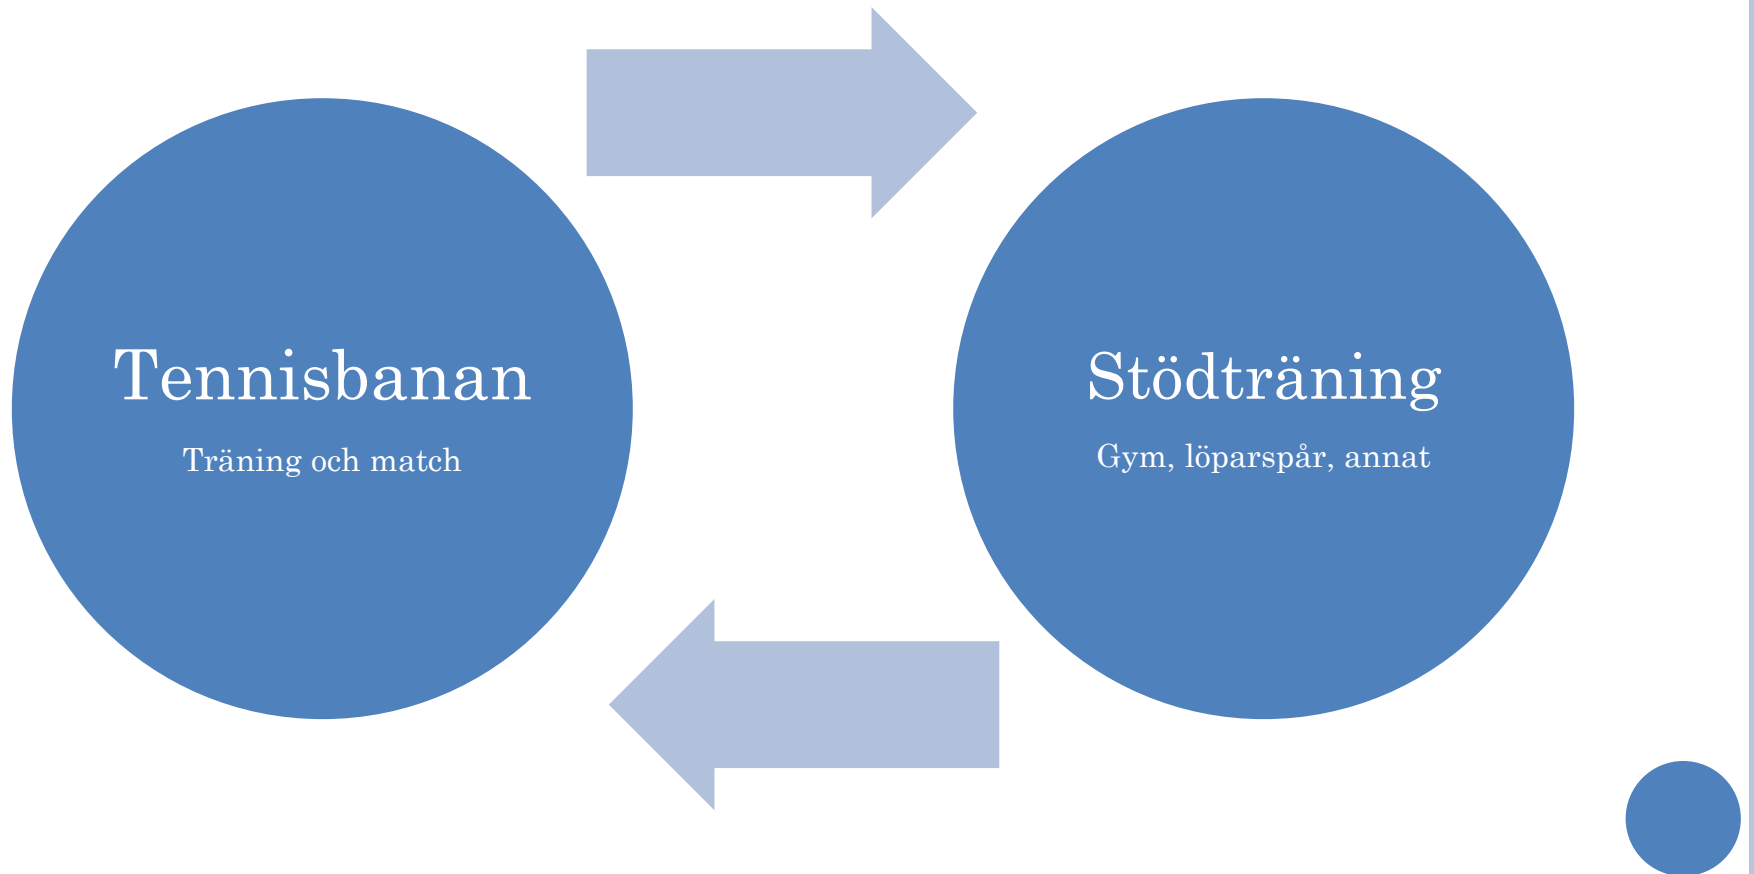 Tennisbanan
Träning och match
Stödträning
Gym, löparspår, annat